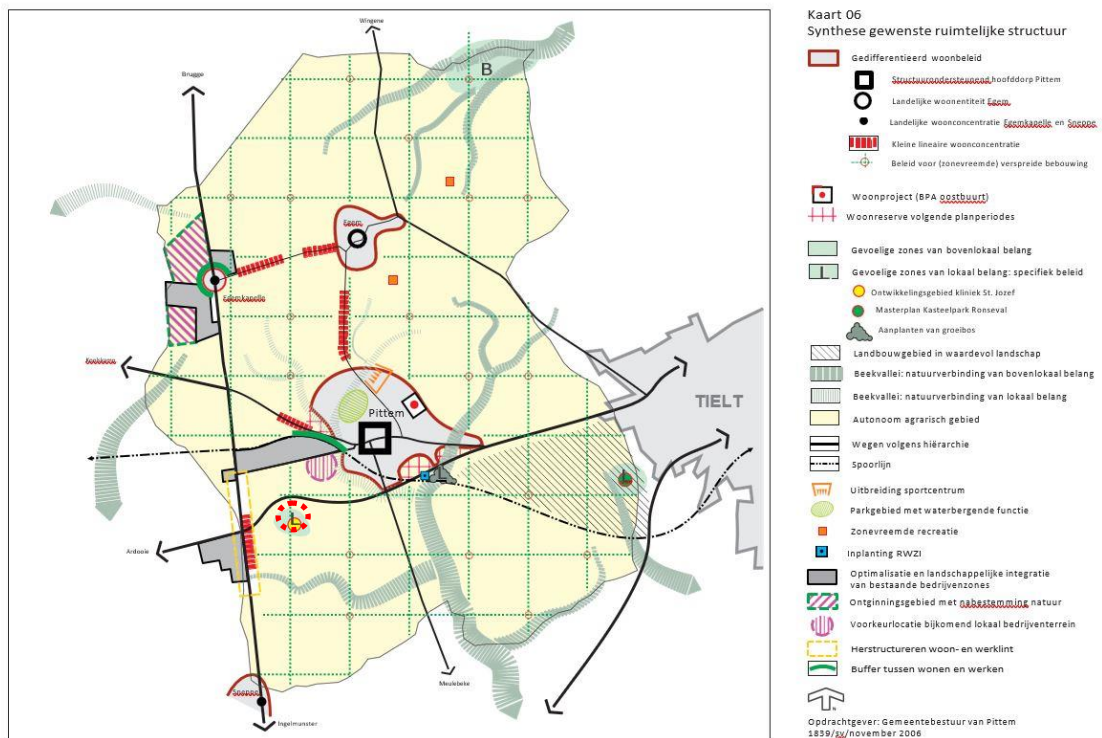 Kaart 06
Synthese gewenste ruimtelijke structuur
Gedifferentieerd woonbeleid
Structuurondersteunend hoofddorp Pittem
Landelijke woonentiteit Egem
Landelijke woonconcentratie Egemkapelle en Sneppe
Kleine lineaire woonconcentratie
Beleid voor (zonevreemde) verspreide bebouwing
Woonproject (BPA oostbuurt)
Woonreserve volgende planperiodes
Gevoelige zones van bovenlokaal belang
L
Gevoelige zones van lokaal belang: specifiek beleid
Ontwikkelingsgebied kliniek St. Jozef
Masterplan Kasteelpark Ronseval
Aanplanten van groeibos
Landbouwgebied in waardevol landschap
Beekvallei: natuurverbinding van bovenlokaal belang
Beekvallei: natuurverbinding van lokaal belang
Autonoom agrarisch gebied
Wegen volgens hiërarchie
Spoorlijn
Uitbreiding sportcentrum
Parkgebied met waterbergende functie
Zonevreemde recreatie
Inplanting RWZI
Optimalisatie en landschappelijke integratie
van bestaande bedrijvenzones
Ontginningsgebied met nabestemming natuur
Voorkeurlocatie bijkomend lokaal bedrijventerrein
Herstructureren woon- en werklint
Buffer tussen wonen en werken
N
Opdrachtgever: Gemeentebestuur van Pittem
1839/sv/november 2006
Wingene
B
Brugge
Egem
Egemkapelle
Koolskamp
Pittem
TIELT
L
L
Ardooie
Meulebeke
Sneppe
Ingelmunster